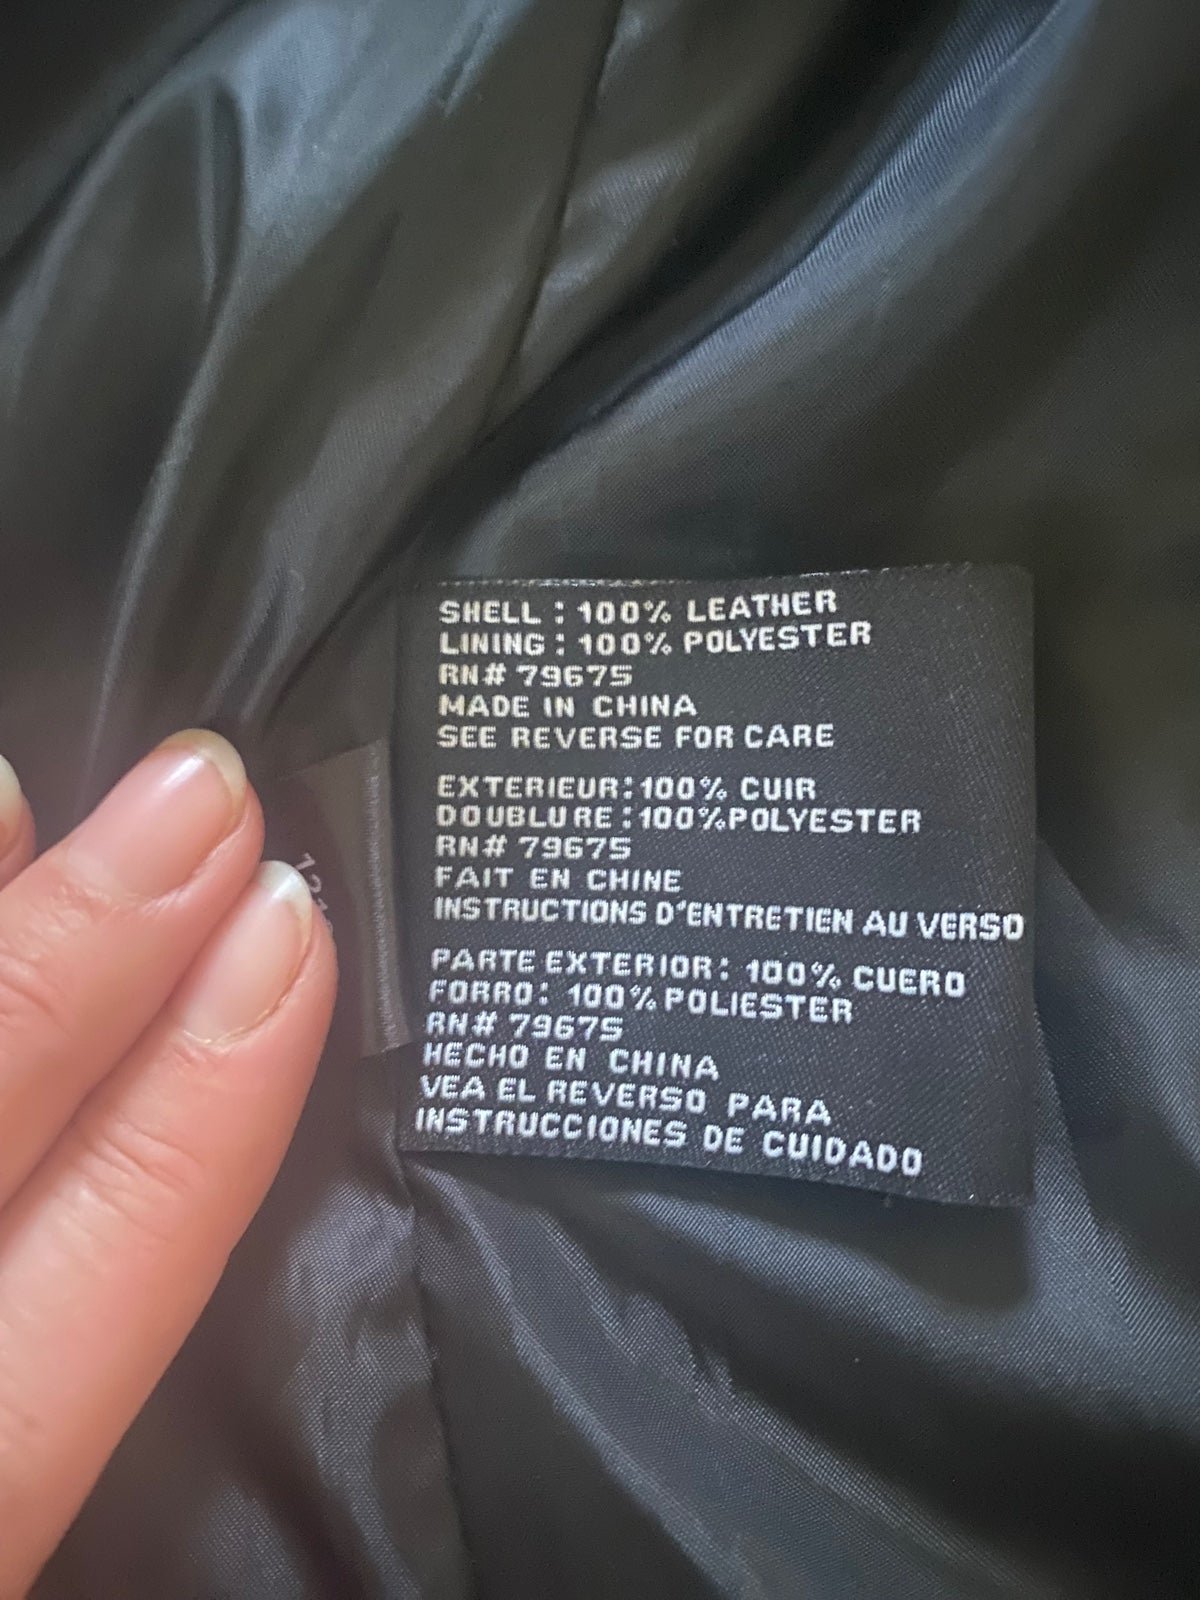 SHELL : 100% LEATHER
LINING : 100% POLYESTER
RN# 79675
MADE IN CHINA
SEE REVERSE FOR CARE
EXTERIEUR: 100% CUIR
DOUBLURE : 100% POLYESTER
RN# 79675
FAIT EN CHINE
INSTRUCTIONS D'ENTRETIEN AU VERSO
PARTE EXTERIOR: 100% CUERO
FORRO: 100% POLIESTER
RN# 79675
HECHO EN CHINA
VEA EL REVERSO PARA
INSTRUCCIONES DE CUIDADO